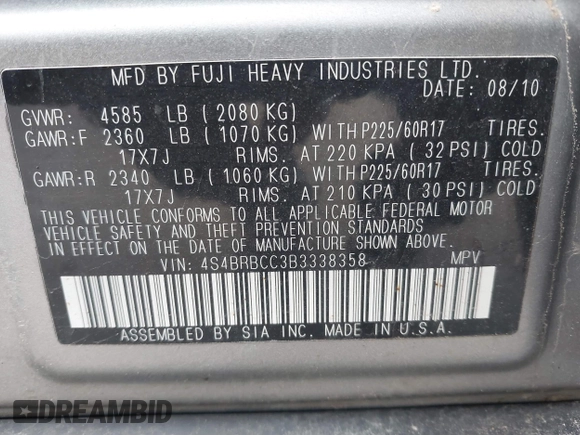 MFD BY FUJI HEAVY INDUSTRIES LTD.
DATE: 08/10
GVWR: 4585 LB ( 2080 KG)
GAWR:F 2360 LB ( 1070 KG) WITH P225/60R17 TIRES.
17X7J RIMS. AT 220 KPA ( 32 PSI) COLD
GAWR:R 2340 LB ( 1060 KG) WITH P225/60R17 TIRES.
17X7J RIMS. AT 210 KPA ( 30 PSI) COLD
THIS VEHICLE CONFORMS TO ALL APPLICABLE FEDERAL MOTOR
VEHICLE SAFETY AND THEFT PREVENTION STANDARDS
IN EFFECT ON THE DATE OF MANUFACTURE SHOWN ABOVE.
VIN: 4S4BRBCC3B3338358 MPV
ASSEMBLED BY SIA INC. MADE IN U.S.A.
DREAMBID